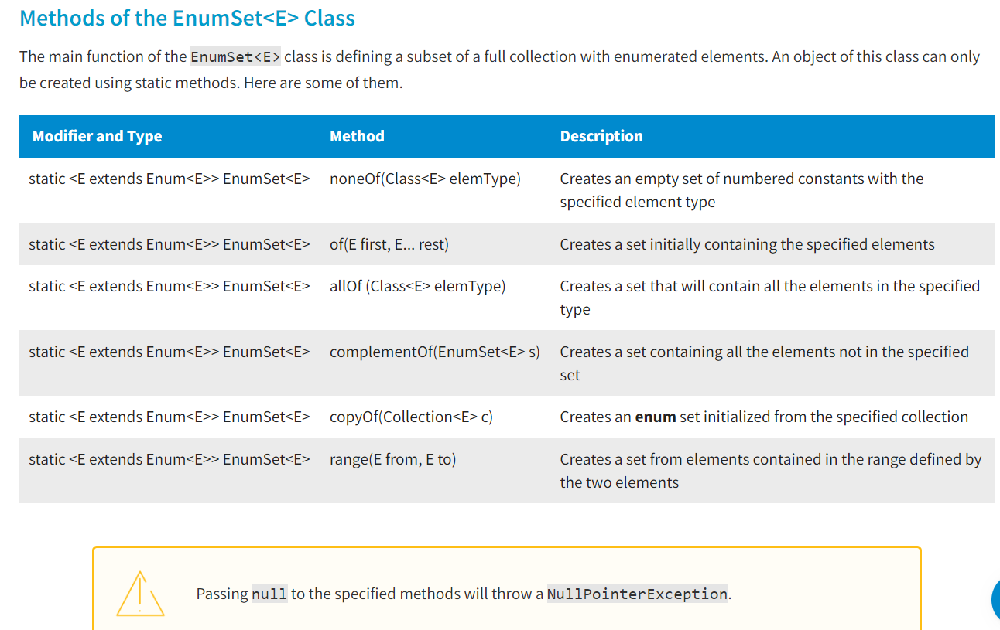 Methods of the EnumSet<E> Class
The main function of the EnumSet<E> class is defining a subset of a full collection with enumerated elements. An object of this class can only
be created using static methods. Here are some of them.
Modifier and Type Method Description
static <E extends Enum<E>> EnumSet<E> noneOf(Class<E> elemType) Creates an empty set of numbered constants with the
specified element type
static <E extends Enum<E>> EnumSet<E> of(E first, E... rest) Creates a set initially containing the specified elements
static <E extends Enum<E>> EnumSet<E> allOf (Class<E> elemType) Creates a set that will contain all the elements in the specified
type
static <E extends Enum<E>> EnumSet<E> complementOf(EnumSet<E> s) Creates a set containing all the elements not in the specified
set
static <E extends Enum<E>> EnumSet<E> copyOf(Collection<E> c) Creates an enum set initialized from the specified collection
static <E extends Enum<E>> EnumSet<E> range(E from, E to) Creates a set from elements contained in the range defined by
the two elements
Passing null to the specified methods will throw a NullPointerException.